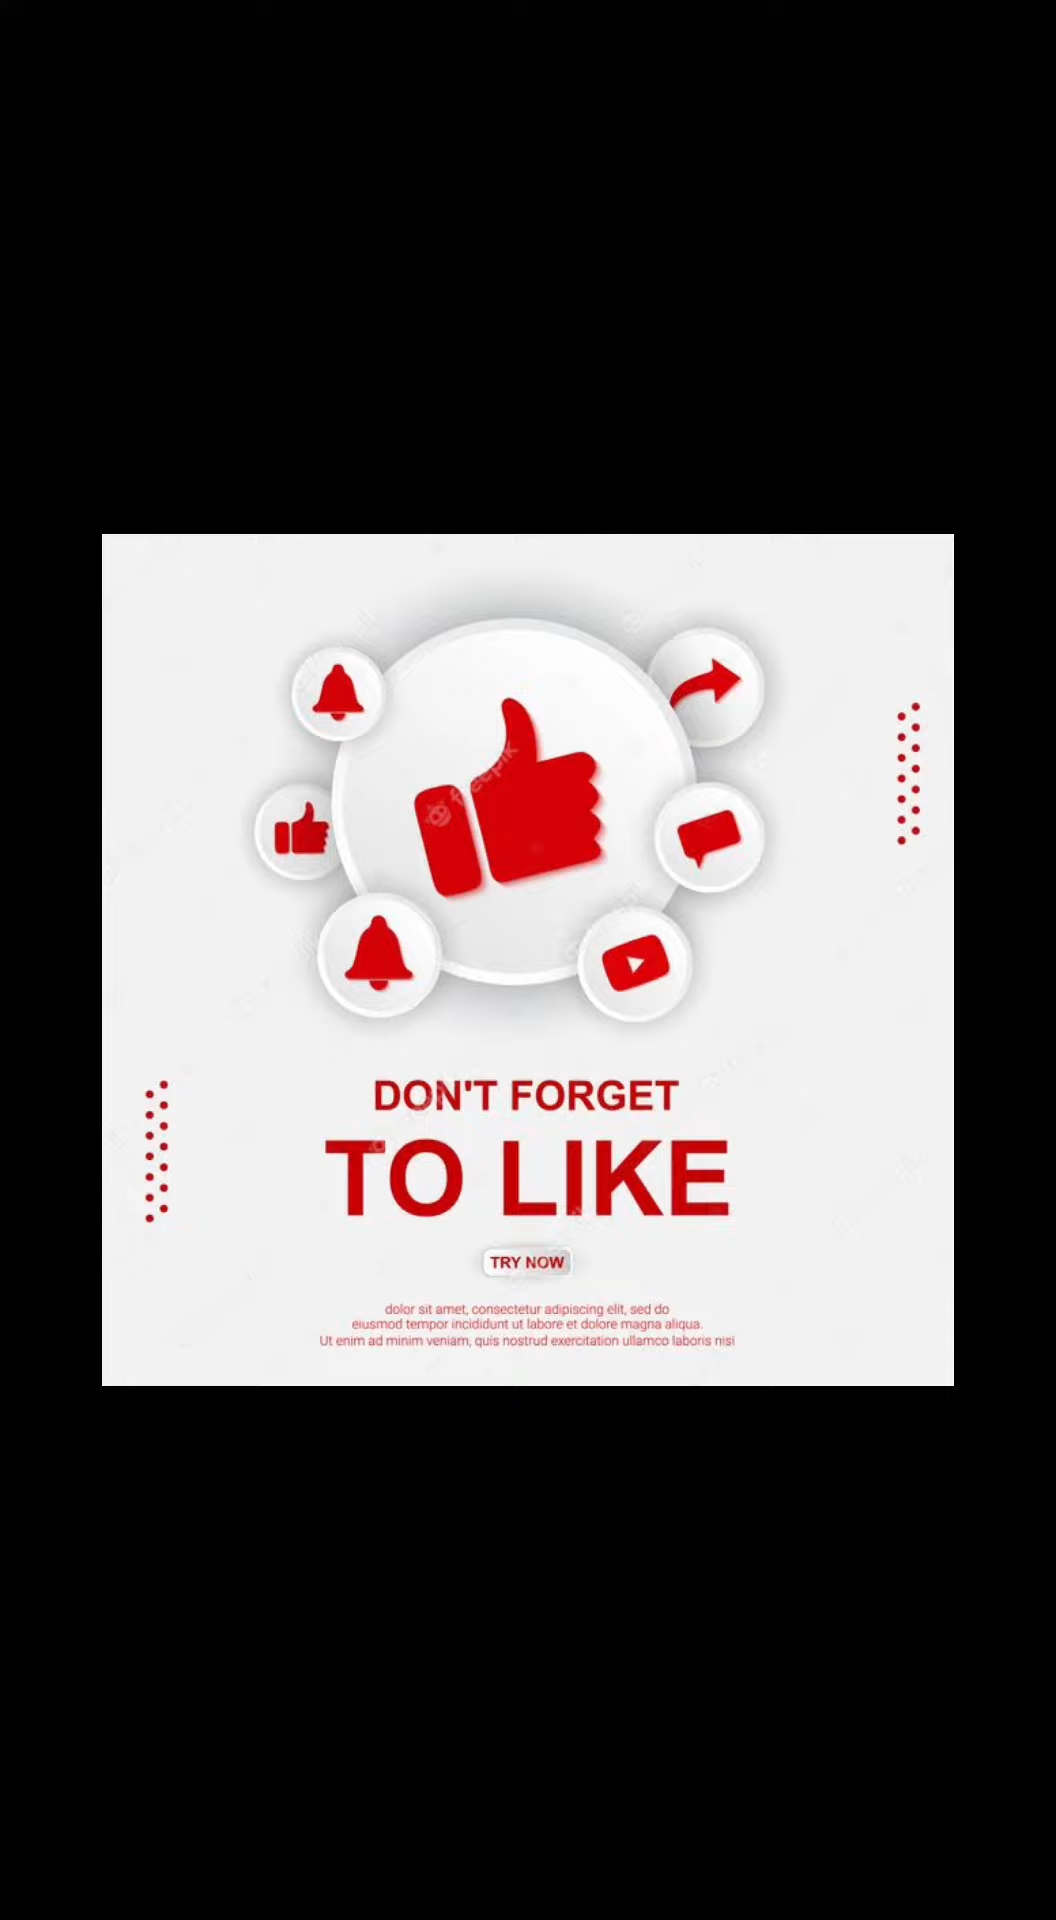 freepik
DON'T FORGET
TO LIKE
TRY NOW
dolor sit amet, consectetur adipiscing elit, sed do
eiusmod tempor incididunt ut labore et dolore magna aliqua.
Ut enim ad minim veniam, quis nostrud exercitation ullamco laboris nisi